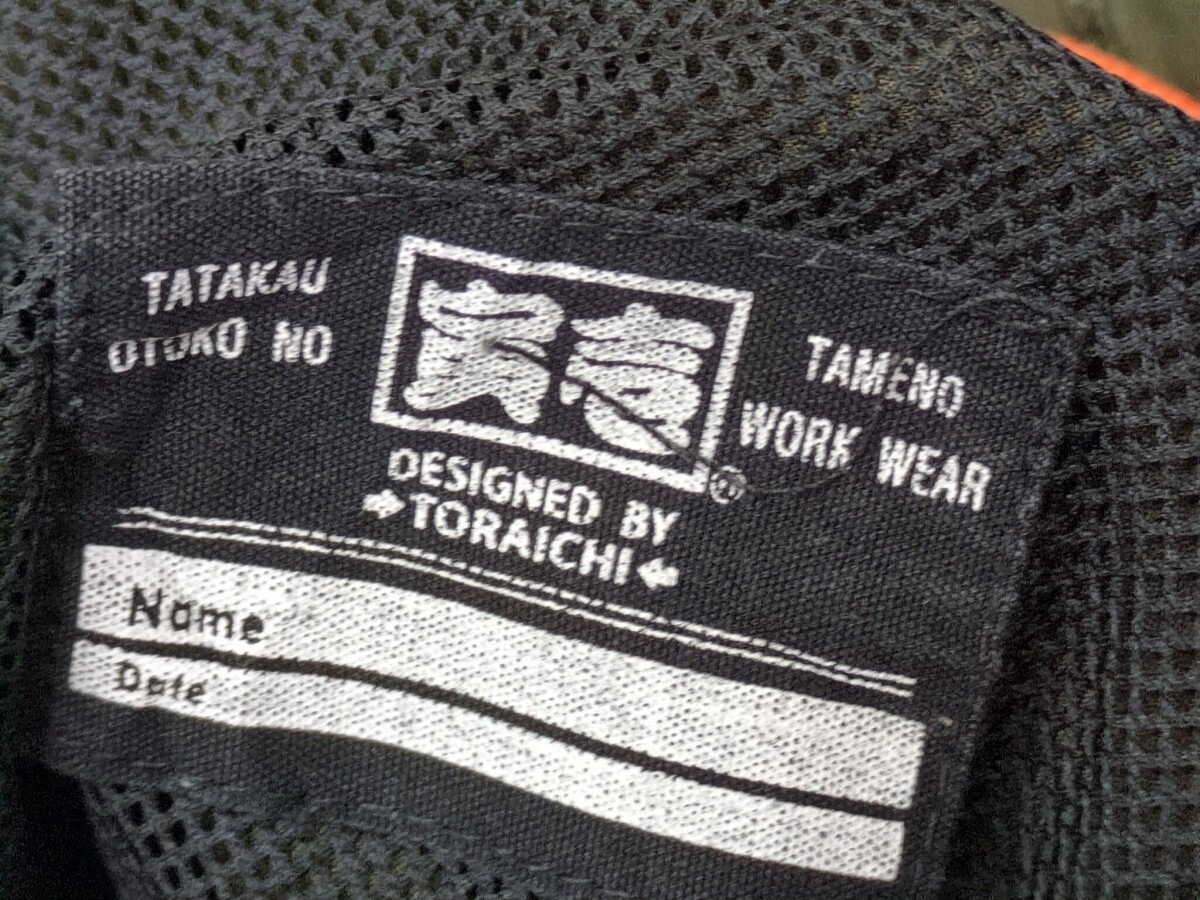 TATAKAU
OTOKO NO
寅壱
®
TAMENO
WORK WEAR
DESIGNED BY
TORAICHI
Name
Date